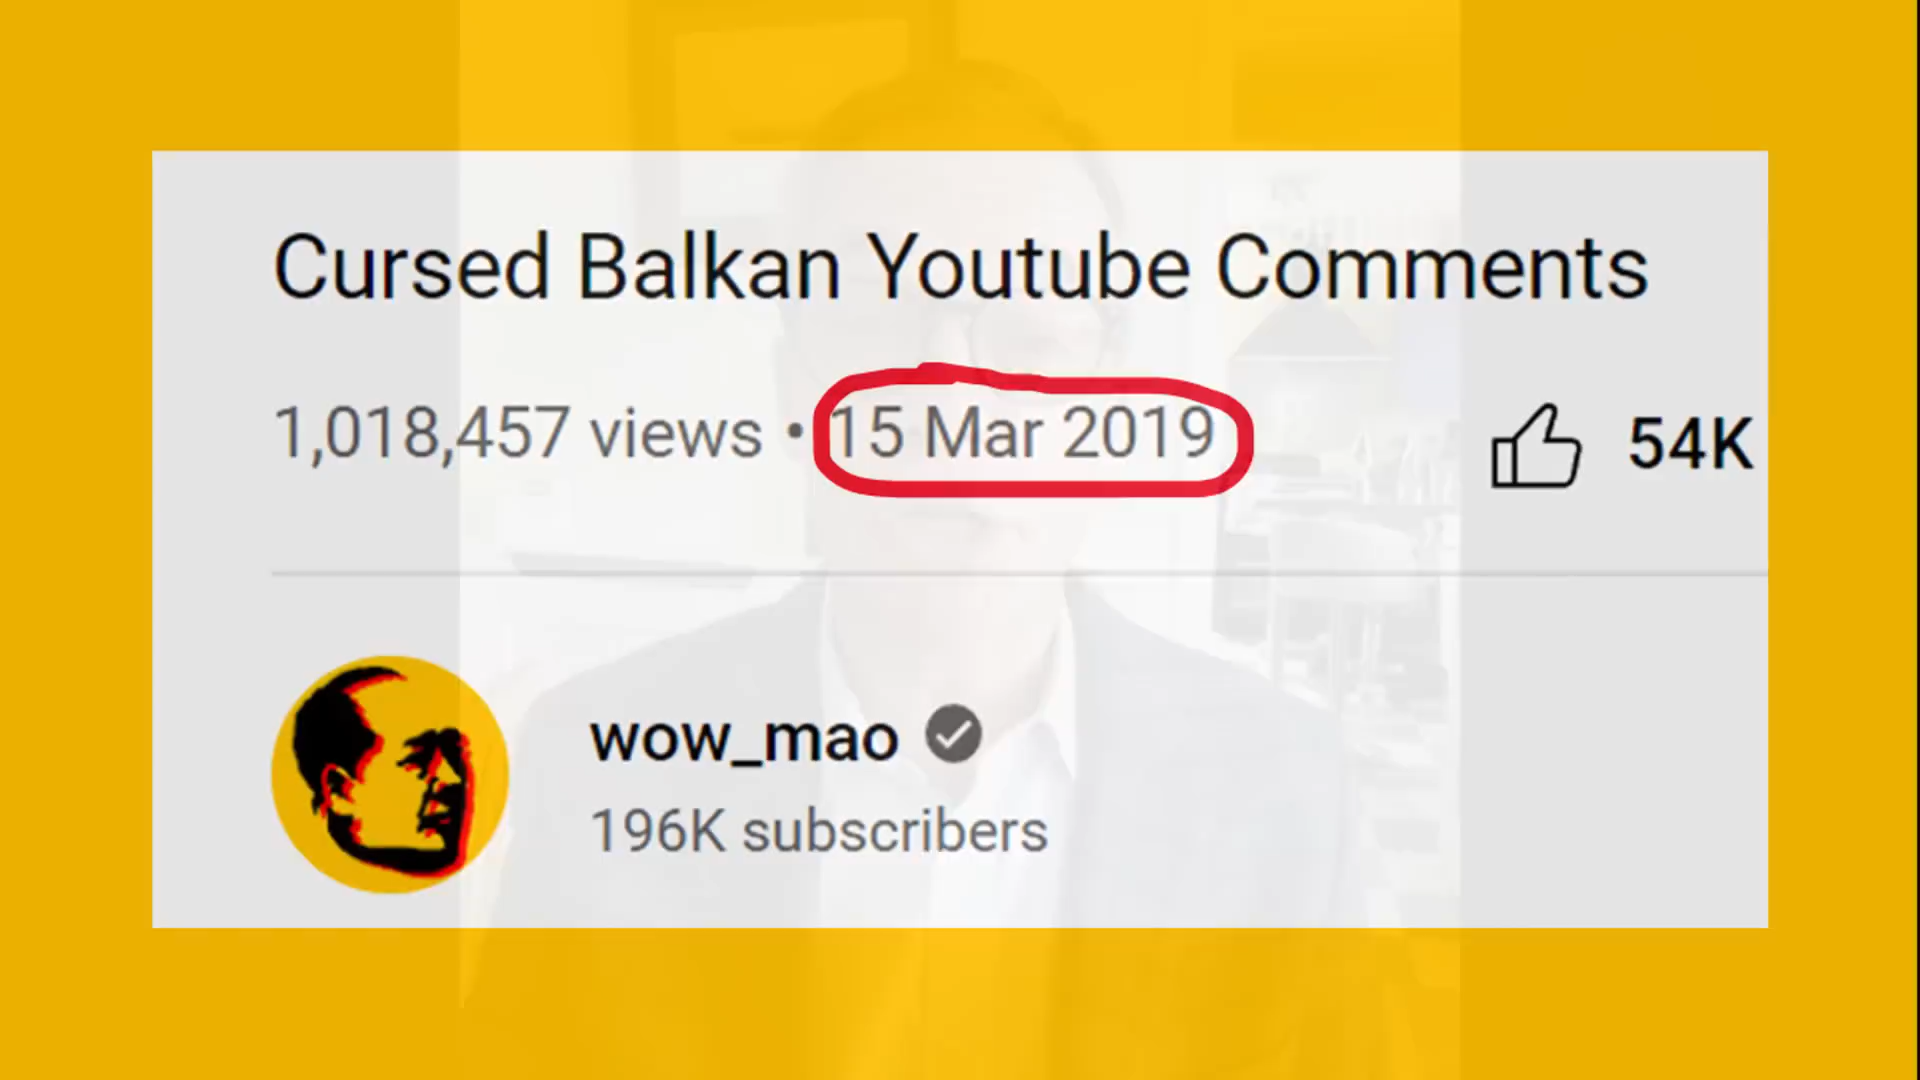 Cursed Balkan Youtube Comments
1,018,457 views • 15 Mar 2019
54K
wow_mao
196K subscribers